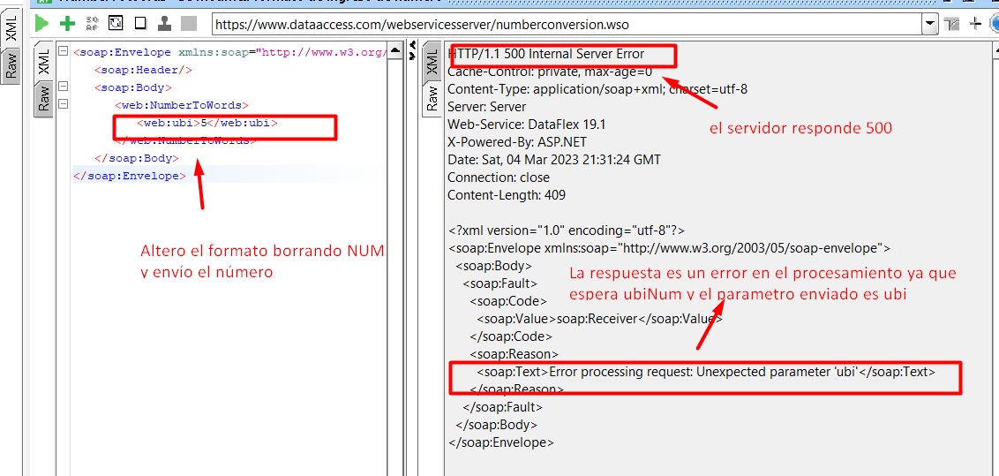 https://www.dataaccess.com/webservicesserver/numberconversion.wso
XML
Raw
XML
Raw
<soap:Envelope xmlns:soap="http://www.w3.org/
<soap:Header/>
<soap:Body>
<web:NumberToWords>
<web:ubi>5</web:ubi>
</web:NumberToWords>
</soap:Body>
</soap:Envelope>
Altero el formato borrando NUM
y envío el número
XML
Raw
HTTP/1.1 500 Internal Server Error
Cache-Control: private, max-age=0
Content-Type: application/soap+xml; charset=utf-8
Server: Server
Web-Service: DataFlex 19.1
X-Powered-By: ASP.NET
Date: Sat, 04 Mar 2023 21:31:24 GMT
Connection: close
Content-Length: 409
el servidor responde 500
<?xml version="1.0" encoding="utf-8"?>
<soap:Envelope xmlns:soap="http://www.w3.org/2003/05/soap-envelope">
<soap:Body>
<soap:Fault>
<soap:Code>
<soap:Value>soap:Receiver</soap:Value>
</soap:Code>
<soap:Reason>
<soap:Text>Error processing request: Unexpected parameter 'ubi'</soap:Text>
</soap:Reason>
</soap:Fault>
</soap:Body>
</soap:Envelope>
La respuesta es un error en el procesamiento ya que
espera ubiNum y el parametro enviado es ubi